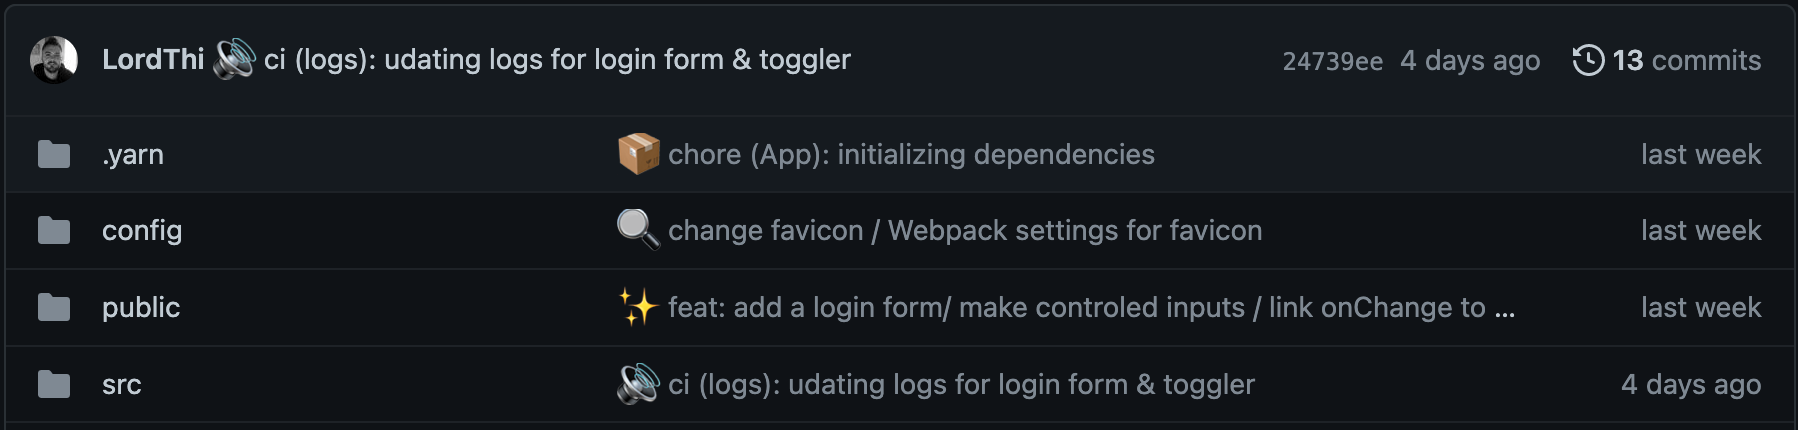 LordThi 🔊 ci (logs): udating logs for login form & toggler 24739ee 4 days ago 13 commits
.yarn 📦 chore (App): initializing dependencies last week
config 🔍 change favicon / Webpack settings for favicon last week
public ✨ feat: add a login form/ make controled inputs / link onChange to ... last week
src 🔊 ci (logs): udating logs for login form & toggler 4 days ago